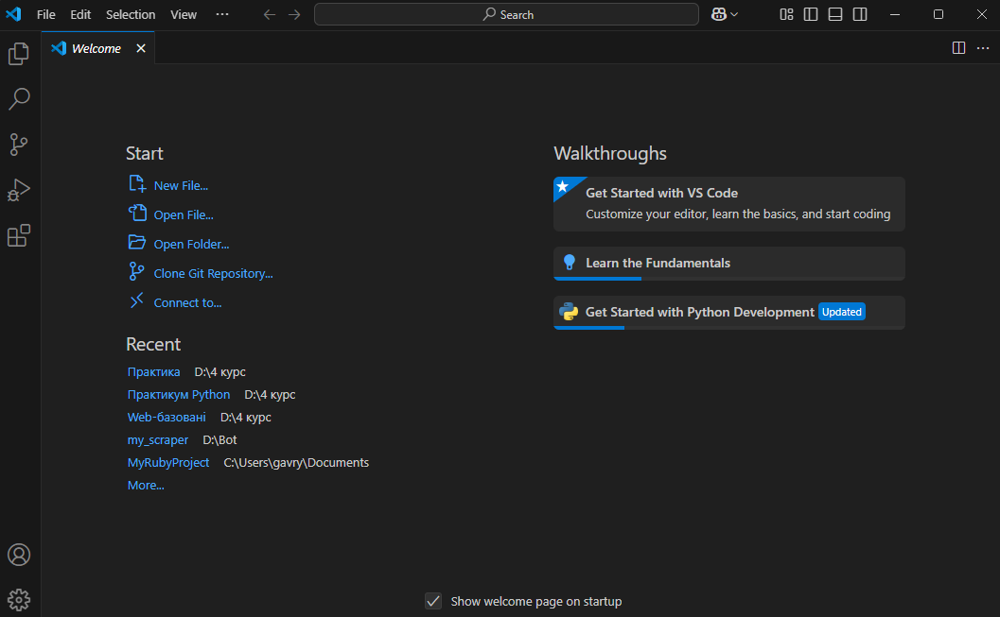 File Edit Selection View ... Search
Welcome
Start
New File...
Open File...
Open Folder...
Clone Git Repository...
Connect to...
Recent
Практика D:\4 курс
Практикум Python D:\4 курс
Web-базовані D:\4 курс
my_scraper D:\Bot
MyRubyProject C:\Users\gavry\Documents
More...
Walkthroughs
Get Started with VS Code
Customize your editor, learn the basics, and start coding
Learn the Fundamentals
Get Started with Python Development Updated
Show welcome page on startup